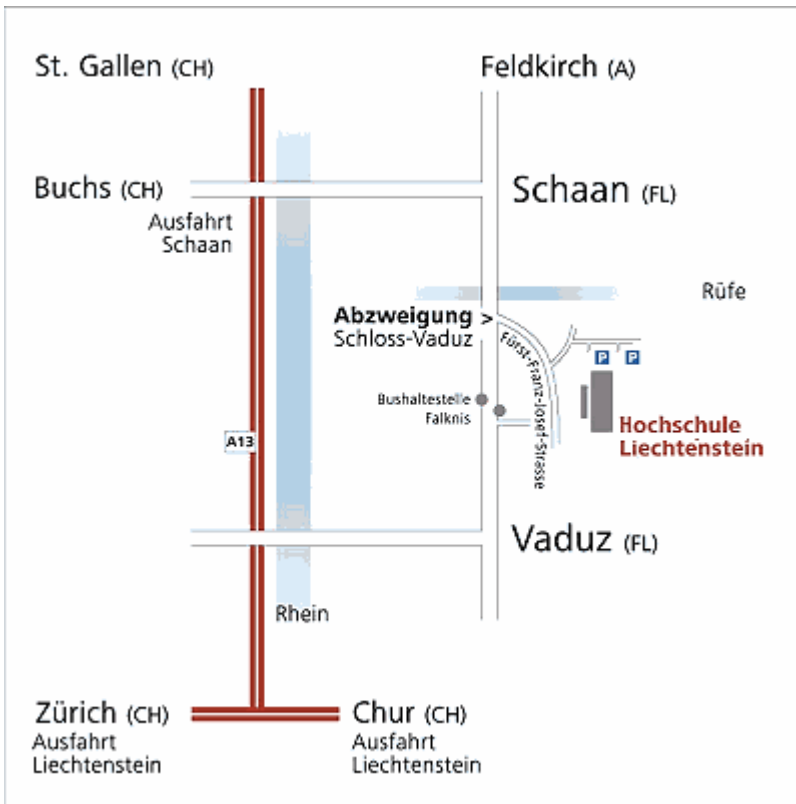 St. Gallen (CH)
Feldkirch (A)
Buchs (CH)
Schaan (FL)
Ausfahrt
Schaan
Rüfe
Abzweigung >
Schloss-Vaduz
Fürst-Franz-Josef-Strasse
P P
Bushaltestelle
Falknis
Hochschule
Liechtenstein
A13
Vaduz (FL)
Rhein
Zürich (CH)
Ausfahrt
Liechtenstein
Chur (CH)
Ausfahrt
Liechtenstein